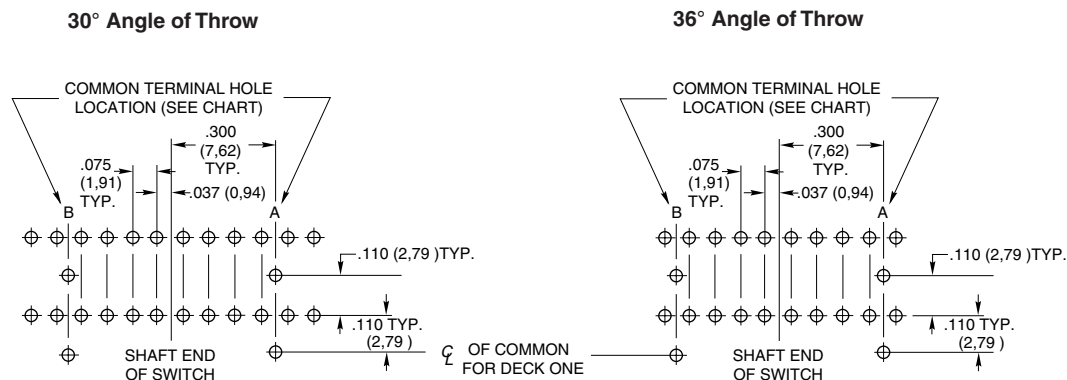 30° Angle of Throw
COMMON TERMINAL HOLE
LOCATION (SEE CHART)
.300
(7,62)
TYP.
.075
(1,91)
TYP.
.037 (0,94)
B
A
.110 (2,79 )TYP.
.110 TYP.
(2,79 )
SHAFT END
OF SWITCH
℄ OF COMMON
FOR DECK ONE
36° Angle of Throw
COMMON TERMINAL HOLE
LOCATION (SEE CHART)
.300
(7,62)
TYP.
.075
(1,91)
TYP.
.037 (0,94)
B
A
.110 (2,79 )TYP.
.110 TYP.
(2,79 )
SHAFT END
OF SWITCH